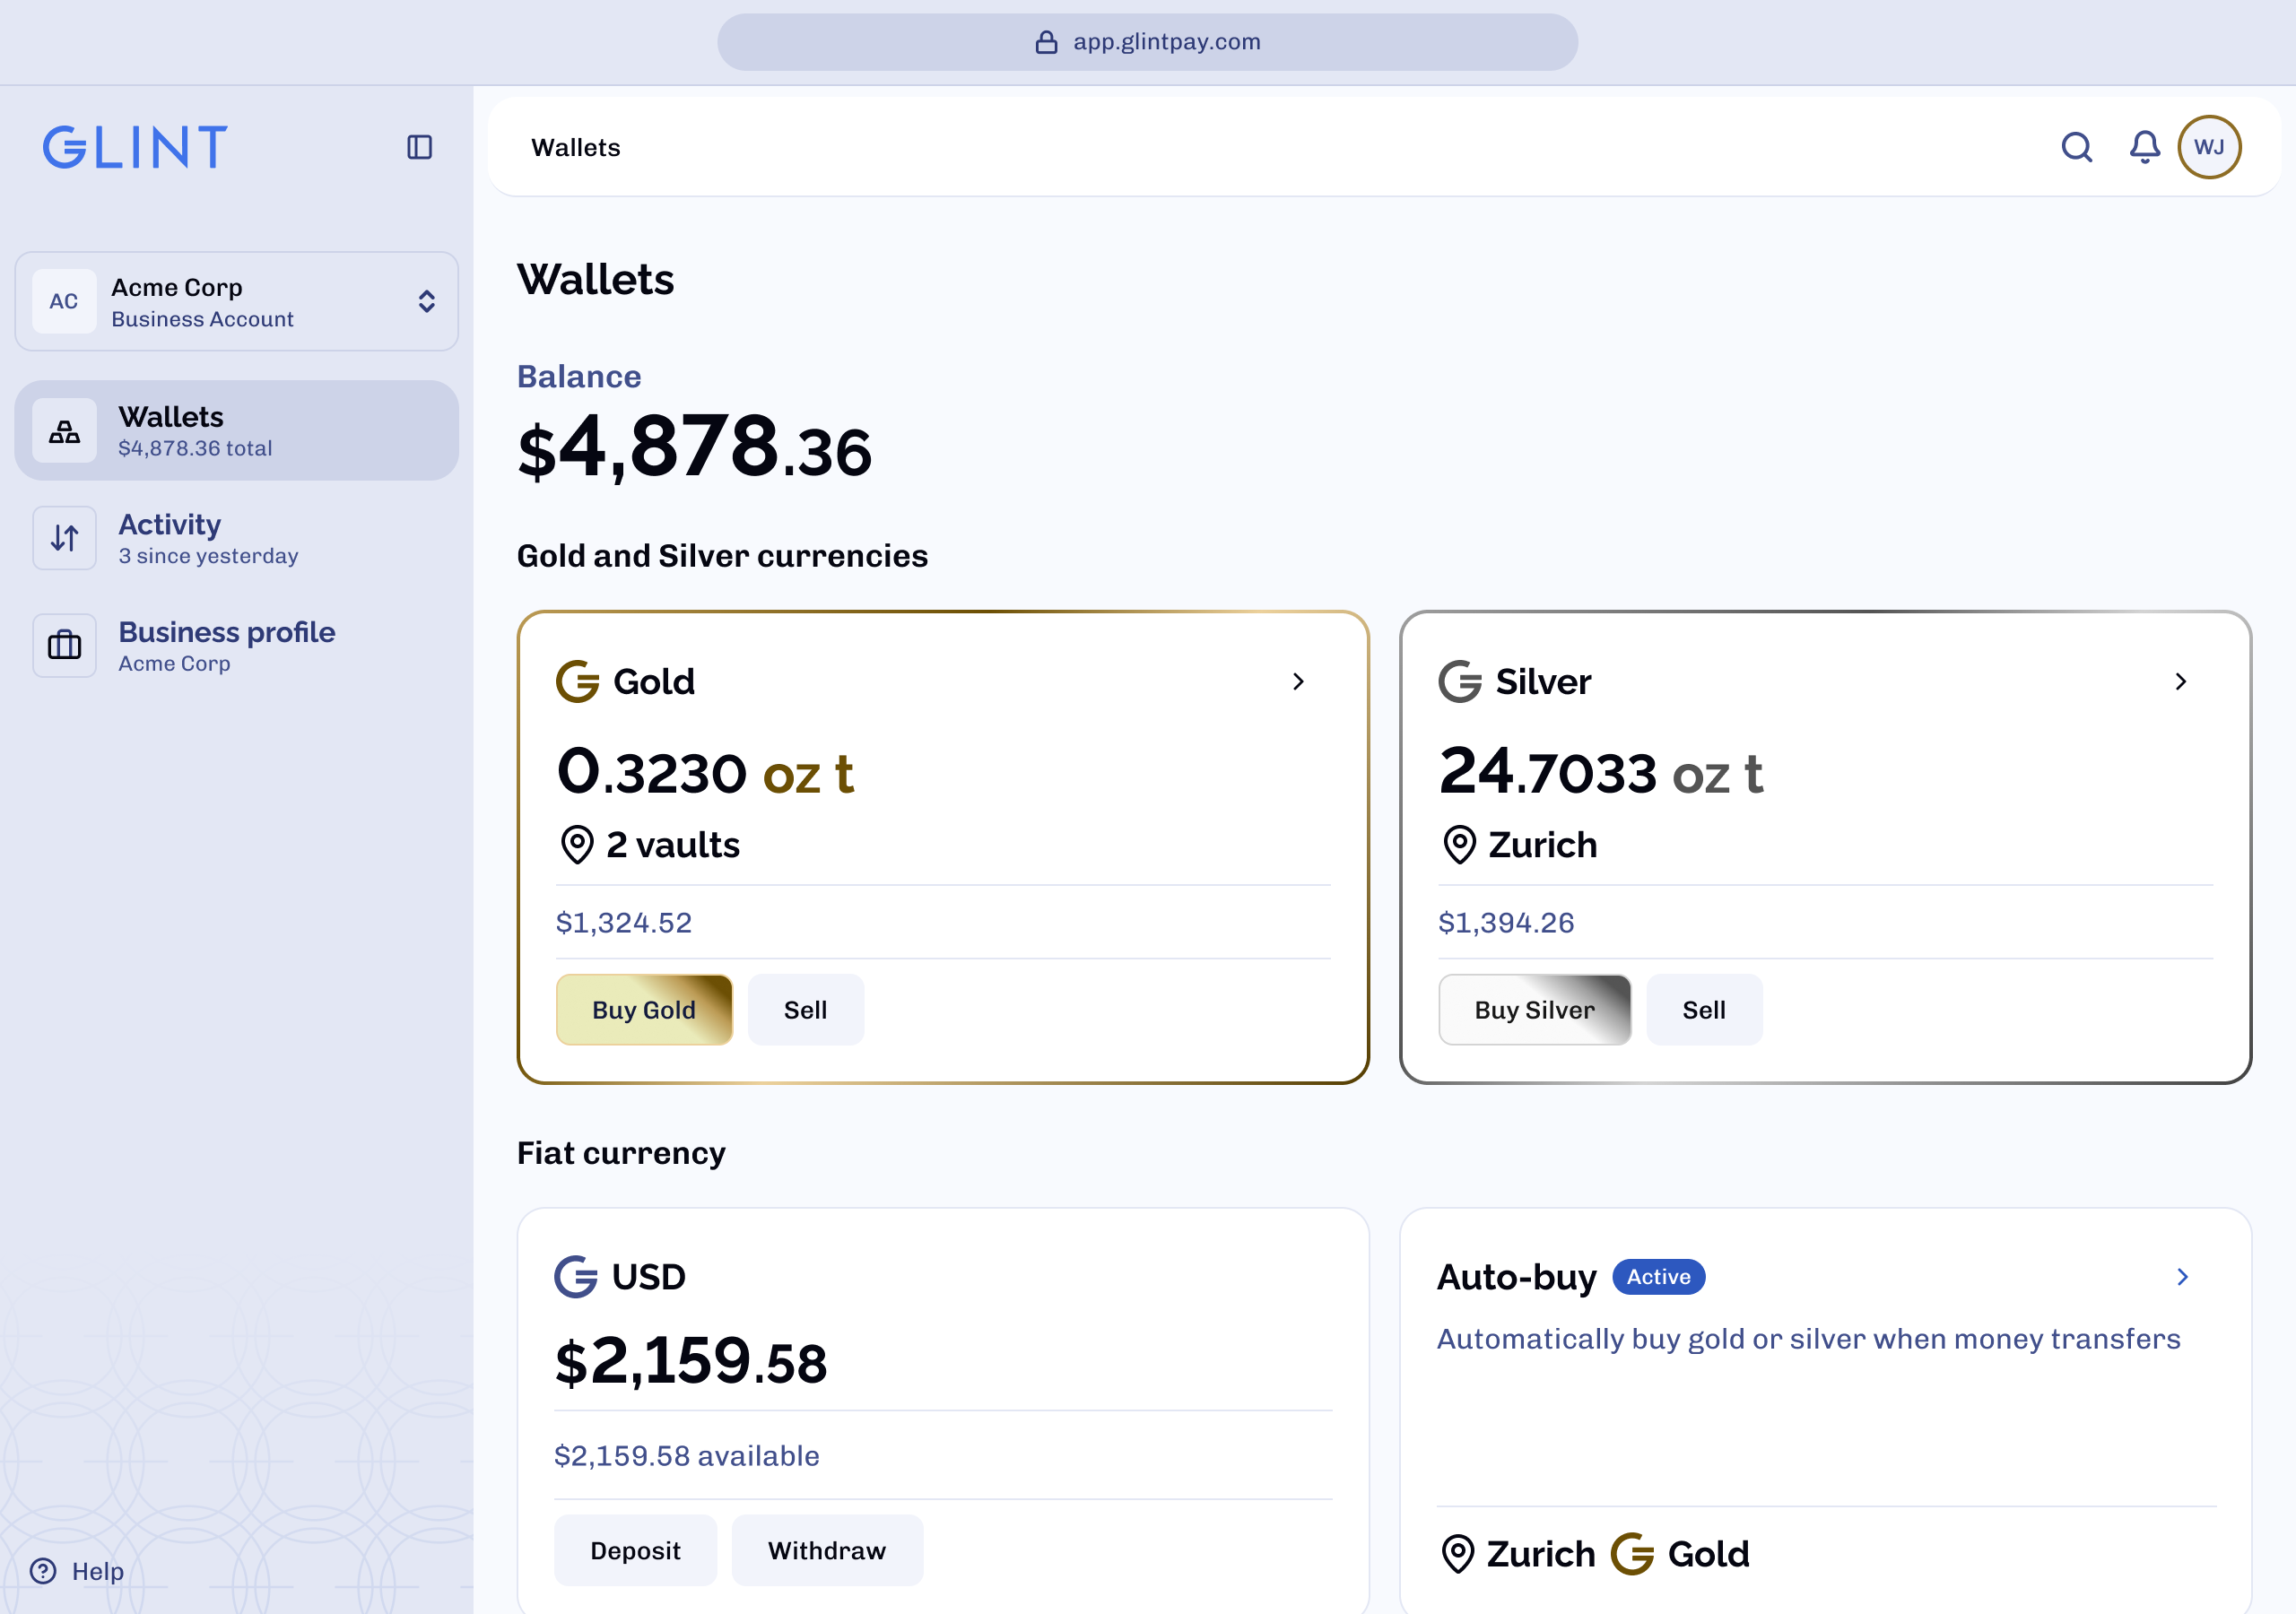 app.glintpay.com
GLINT
AC
Acme Corp
Business Account
Wallets
$4,878.36 total
Activity
3 since yesterday
Business profile
Acme Corp
Help
Wallets
WJ
Wallets
Balance
$4,878.36
Gold and Silver currencies
Gold
0.3230 oz t
2 vaults
$1,324.52
Buy Gold
Sell
Silver
24.7033 oz t
Zurich
$1,394.26
Buy Silver
Sell
Fiat currency
USD
$2,159.58
$2,159.58 available
Deposit
Withdraw
Auto-buy
Active
Automatically buy gold or silver when money transfers
Zurich
Gold